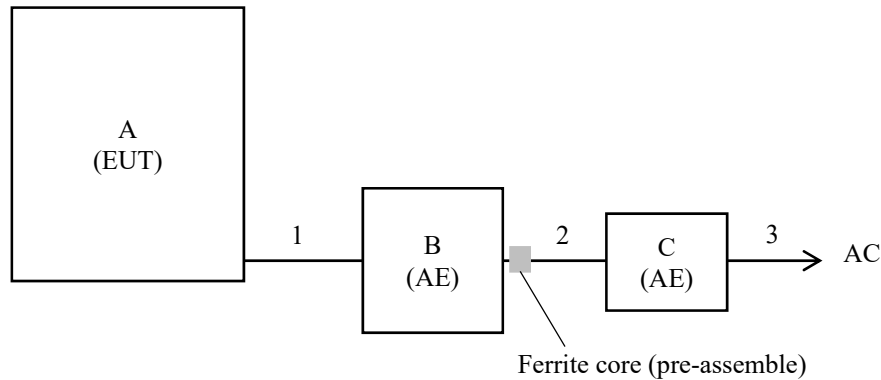 A
(EUT)
1
B
(AE)
2
C
(AE)
3
AC
Ferrite core (pre-assemble)